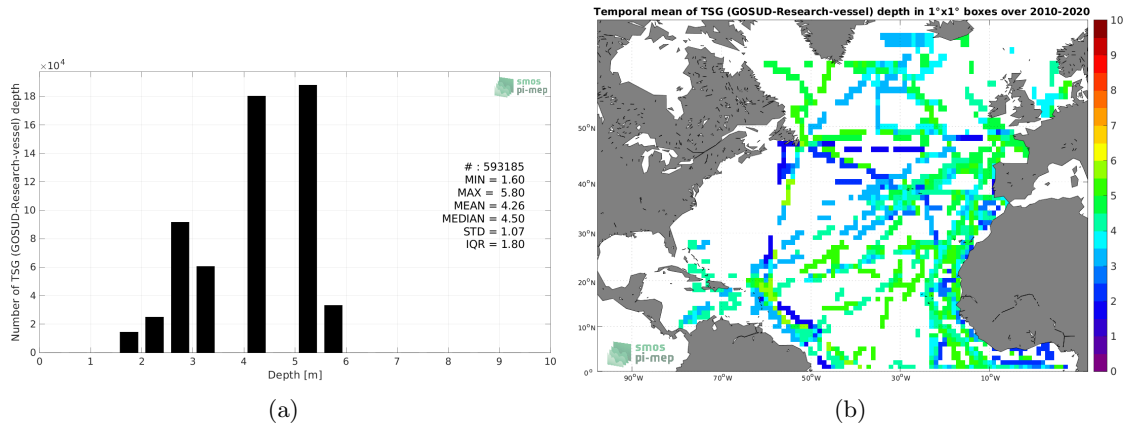 ×10⁴
18
16
14
12
10
8
6
4
2
0
Number of TSG (GOSUD-Research-vessel) depth
smos
pi-mep
# : 593185
MIN = 1.60
MAX = 5.80
MEAN = 4.26
MEDIAN = 4.50
STD = 1.07
IQR = 1.80
0 1 2 3 4 5 6 7 8 9 10
Depth [m]
(a)
Temporal mean of TSG (GOSUD-Research-vessel) depth in 1°x1° boxes over 2010-2020
50°N
40°N
30°N
20°N
10°N
0°
90°W 70°W 50°W 30°W 10°W
smos
pi-mep
10
9
8
7
6
5
4
3
2
1
0
(b)